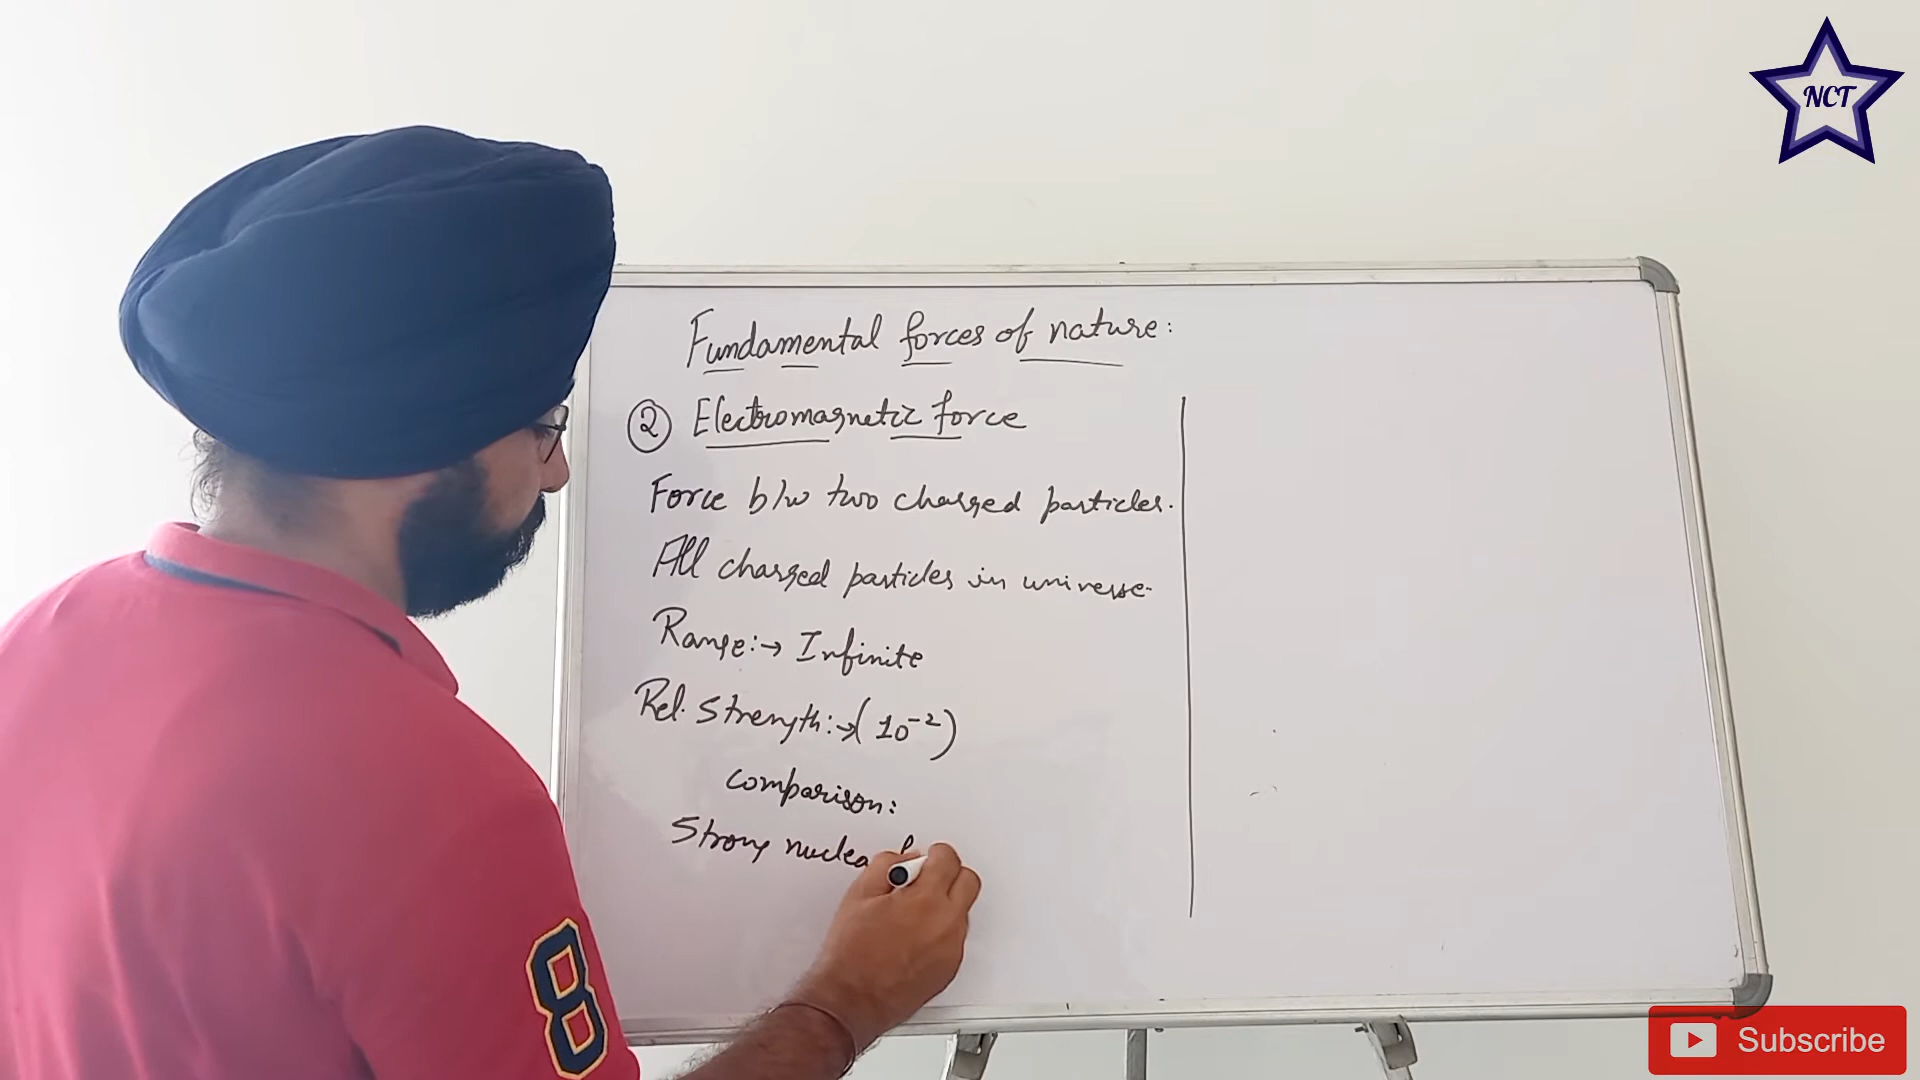 NCT
Fundamental forces of nature:
② Electromagnetic force
Force b/w two charged particles.
All charged particles in universe.
Range:→ Infinite
Rel. Strength:→(10⁻²)
comparison:
Strong nuclea f
8
Subscribe